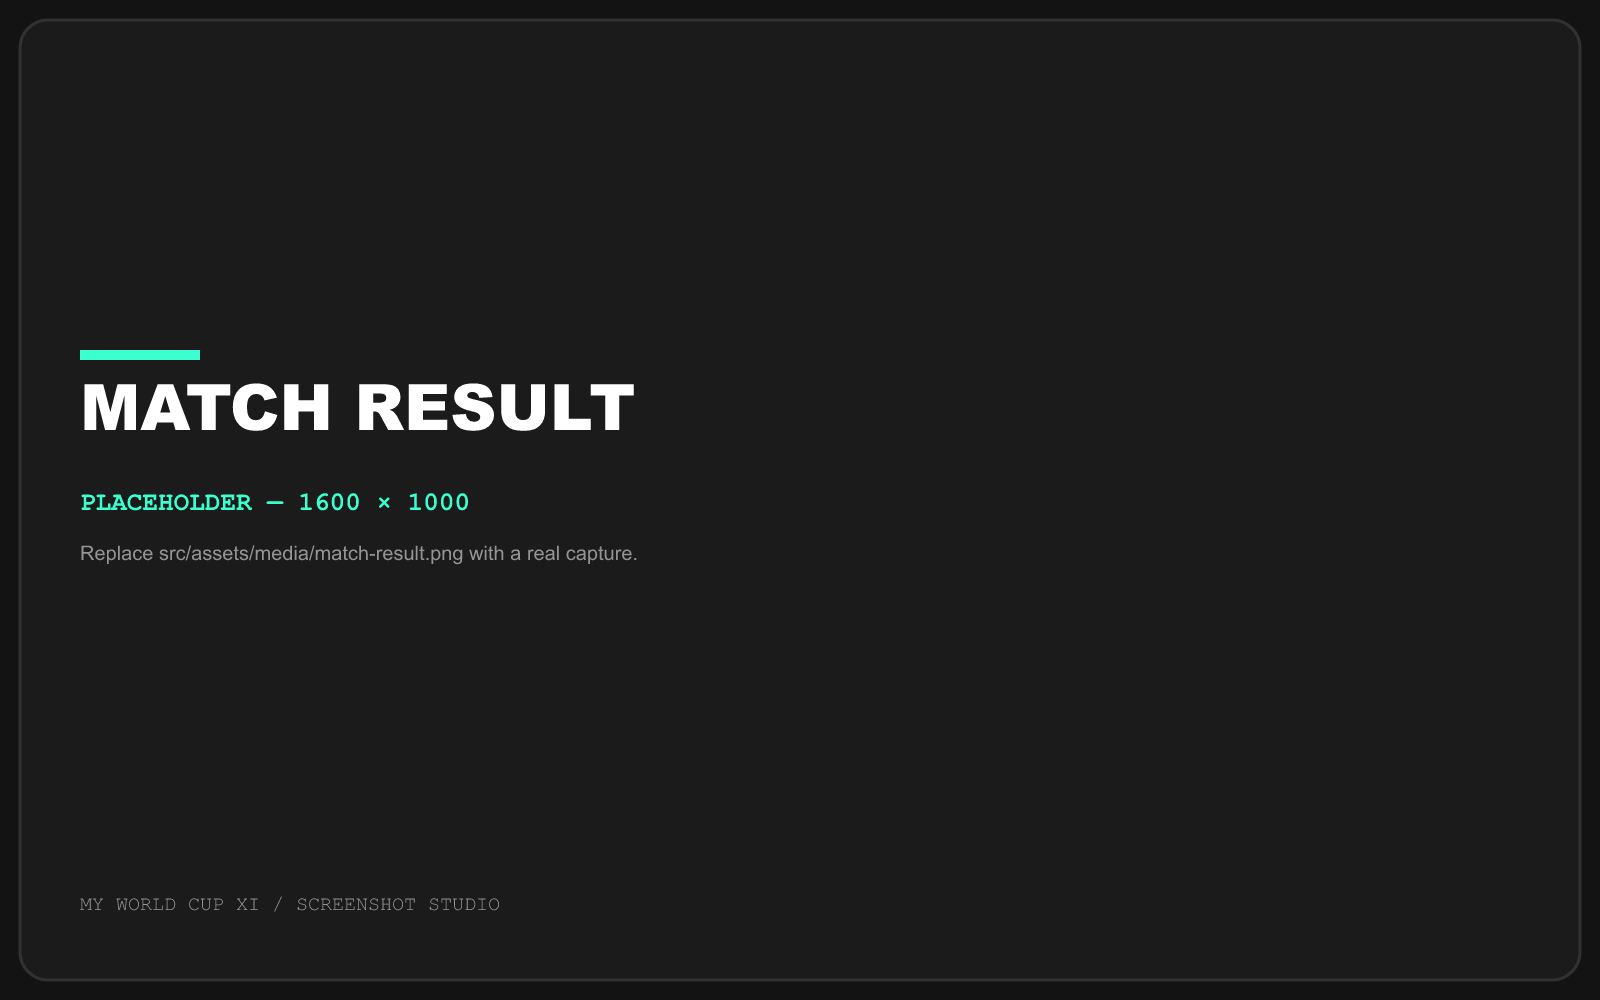 MATCH RESULT
PLACEHOLDER — 1600 × 1000
Replace src/assets/media/match-result.png with a real capture.
MY WORLD CUP XI / SCREENSHOT STUDIO